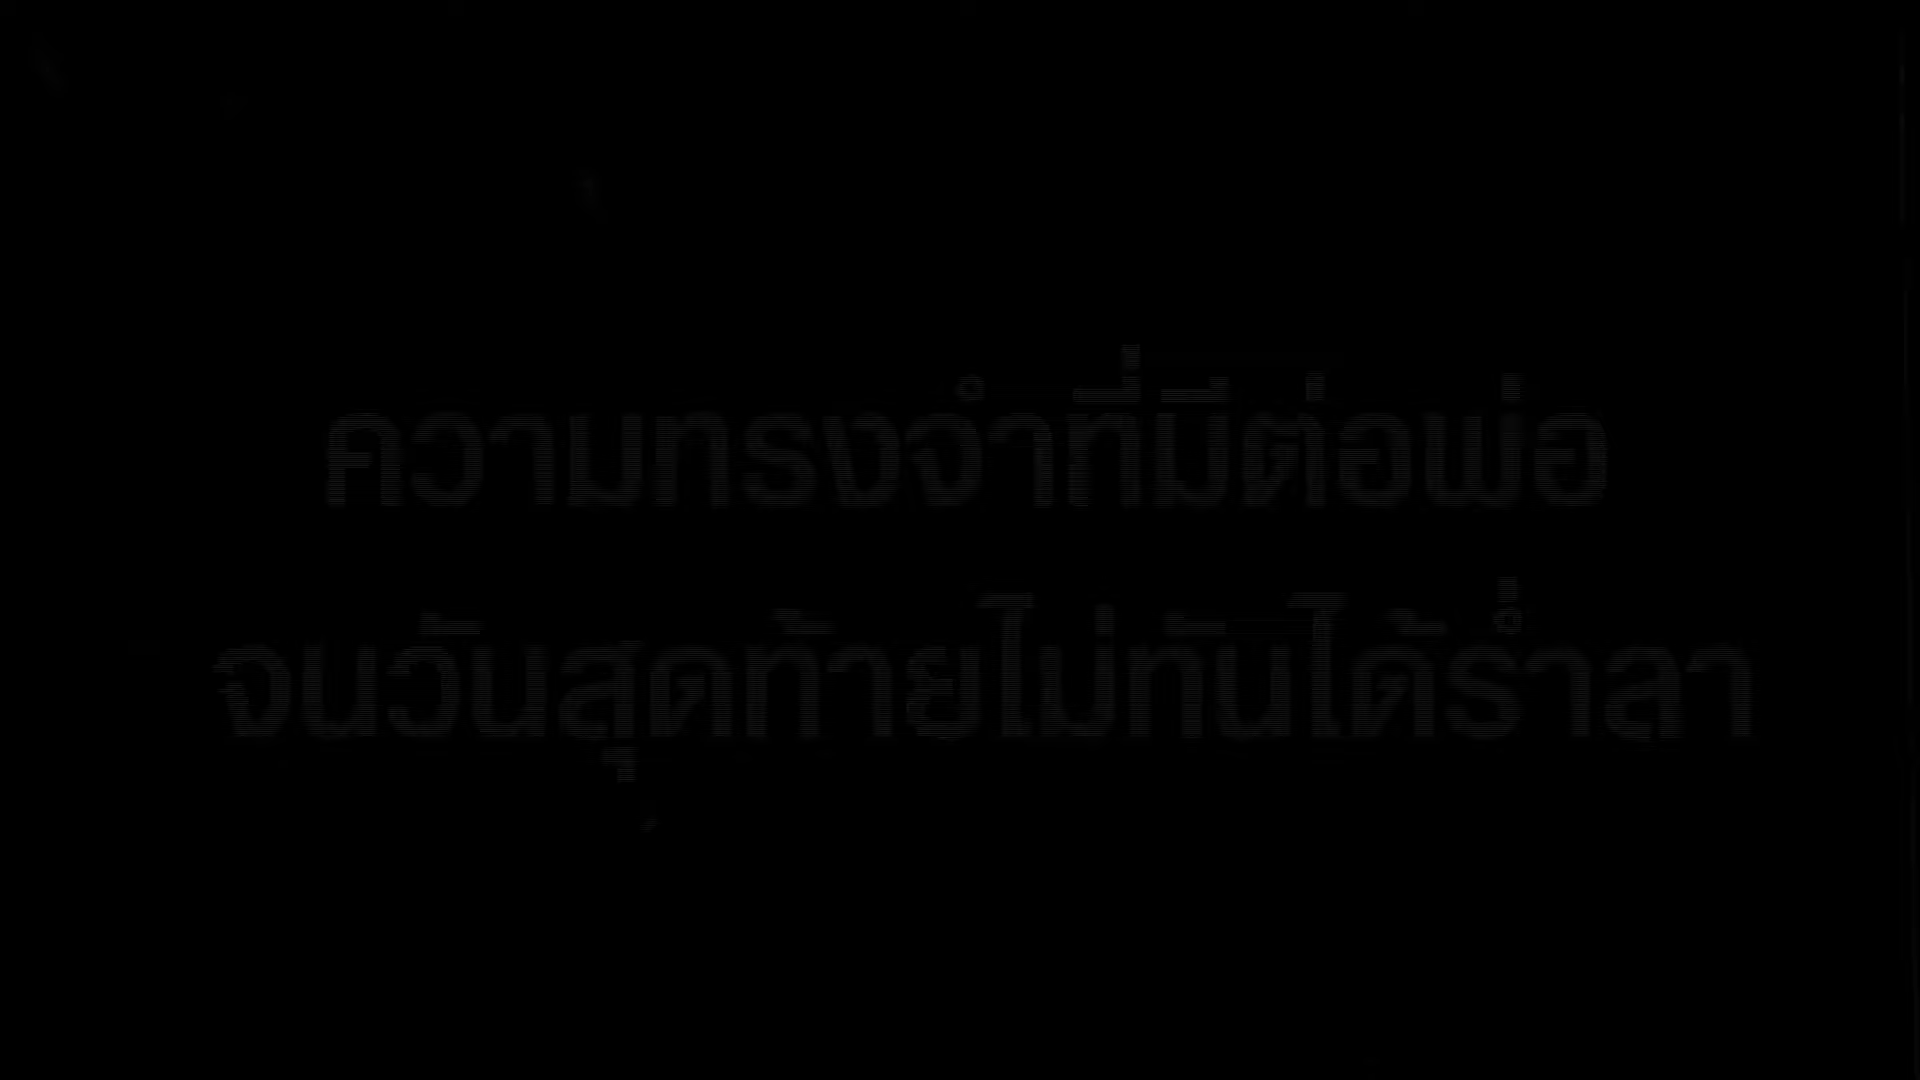 ความทรงจำที่มีต่อพ่อ
จนวันสุดท้ายไม่ทันได้ร่ำลา